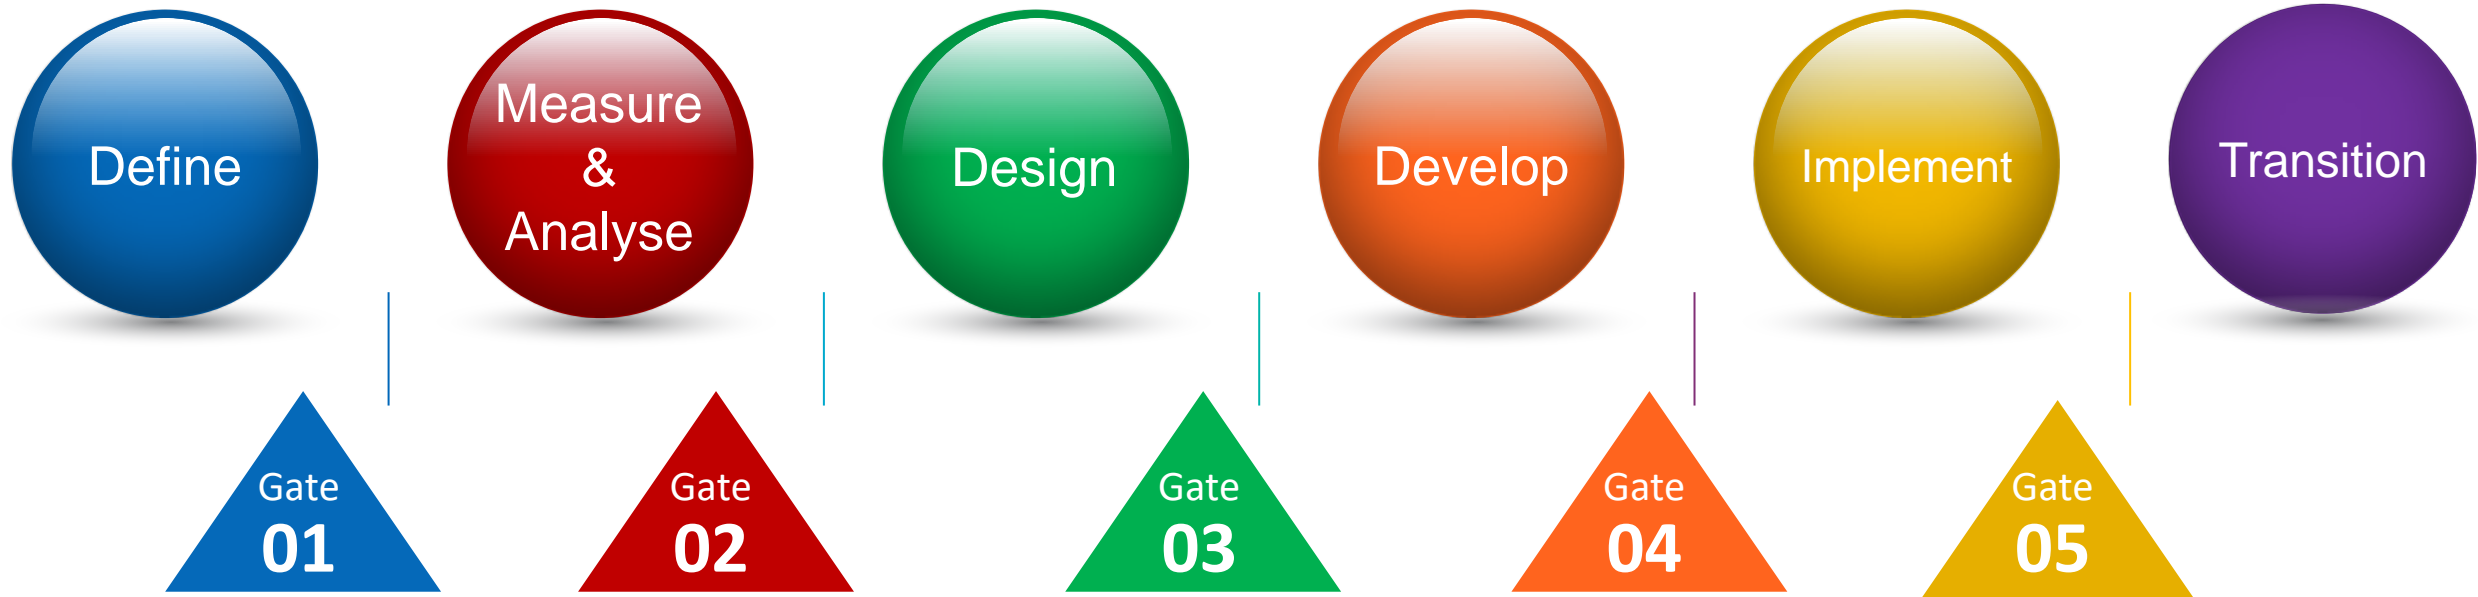 Define
Measure
&
Analyse
Design
Develop
Implement
Transition
Gate
01
Gate
02
Gate
03
Gate
04
Gate
05